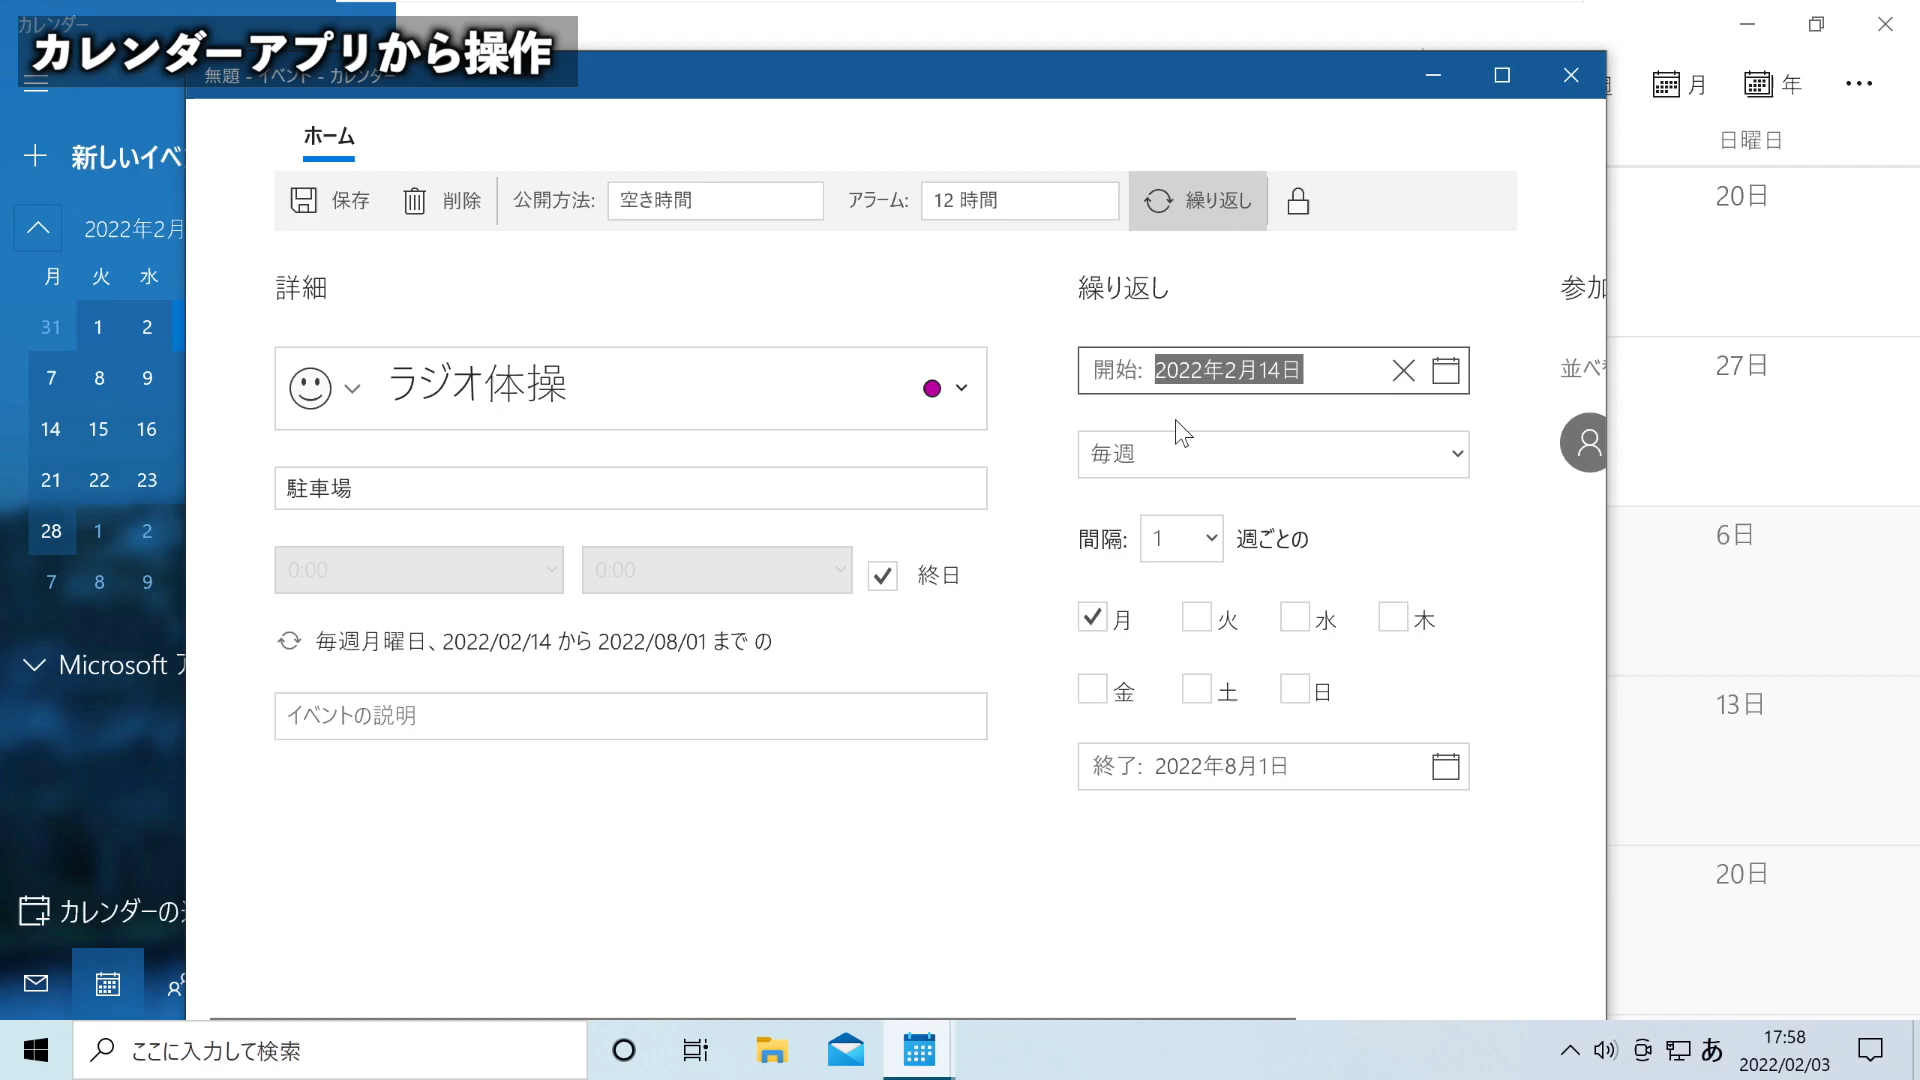 カレンダー
カレンダーアプリから操作
無題 - イベント - カレンダー
月
年
日曜日
新しいイベ
ホーム
保存
削除
公開方法:
空き時間
アラーム:
12 時間
繰り返し
2022年2月
月 火 水
31 1 2
7 8 9
14 15 16
21 22 23
28 1 2
7 8 9
詳細
ラジオ体操
駐車場
0:00
0:00
終日
毎週月曜日、2022/02/14 から 2022/08/01 まで の
イベントの説明
繰り返し
開始: 2022年2月14日
毎週
間隔: 1 週ごとの
月 火 水 木
金 土 日
終了: 2022年8月1日
参加
並べ
20日
27日
6日
13日
20日
Microsoft ア
カレンダーの
ここに入力して検索
あ
17:58
2022/02/03